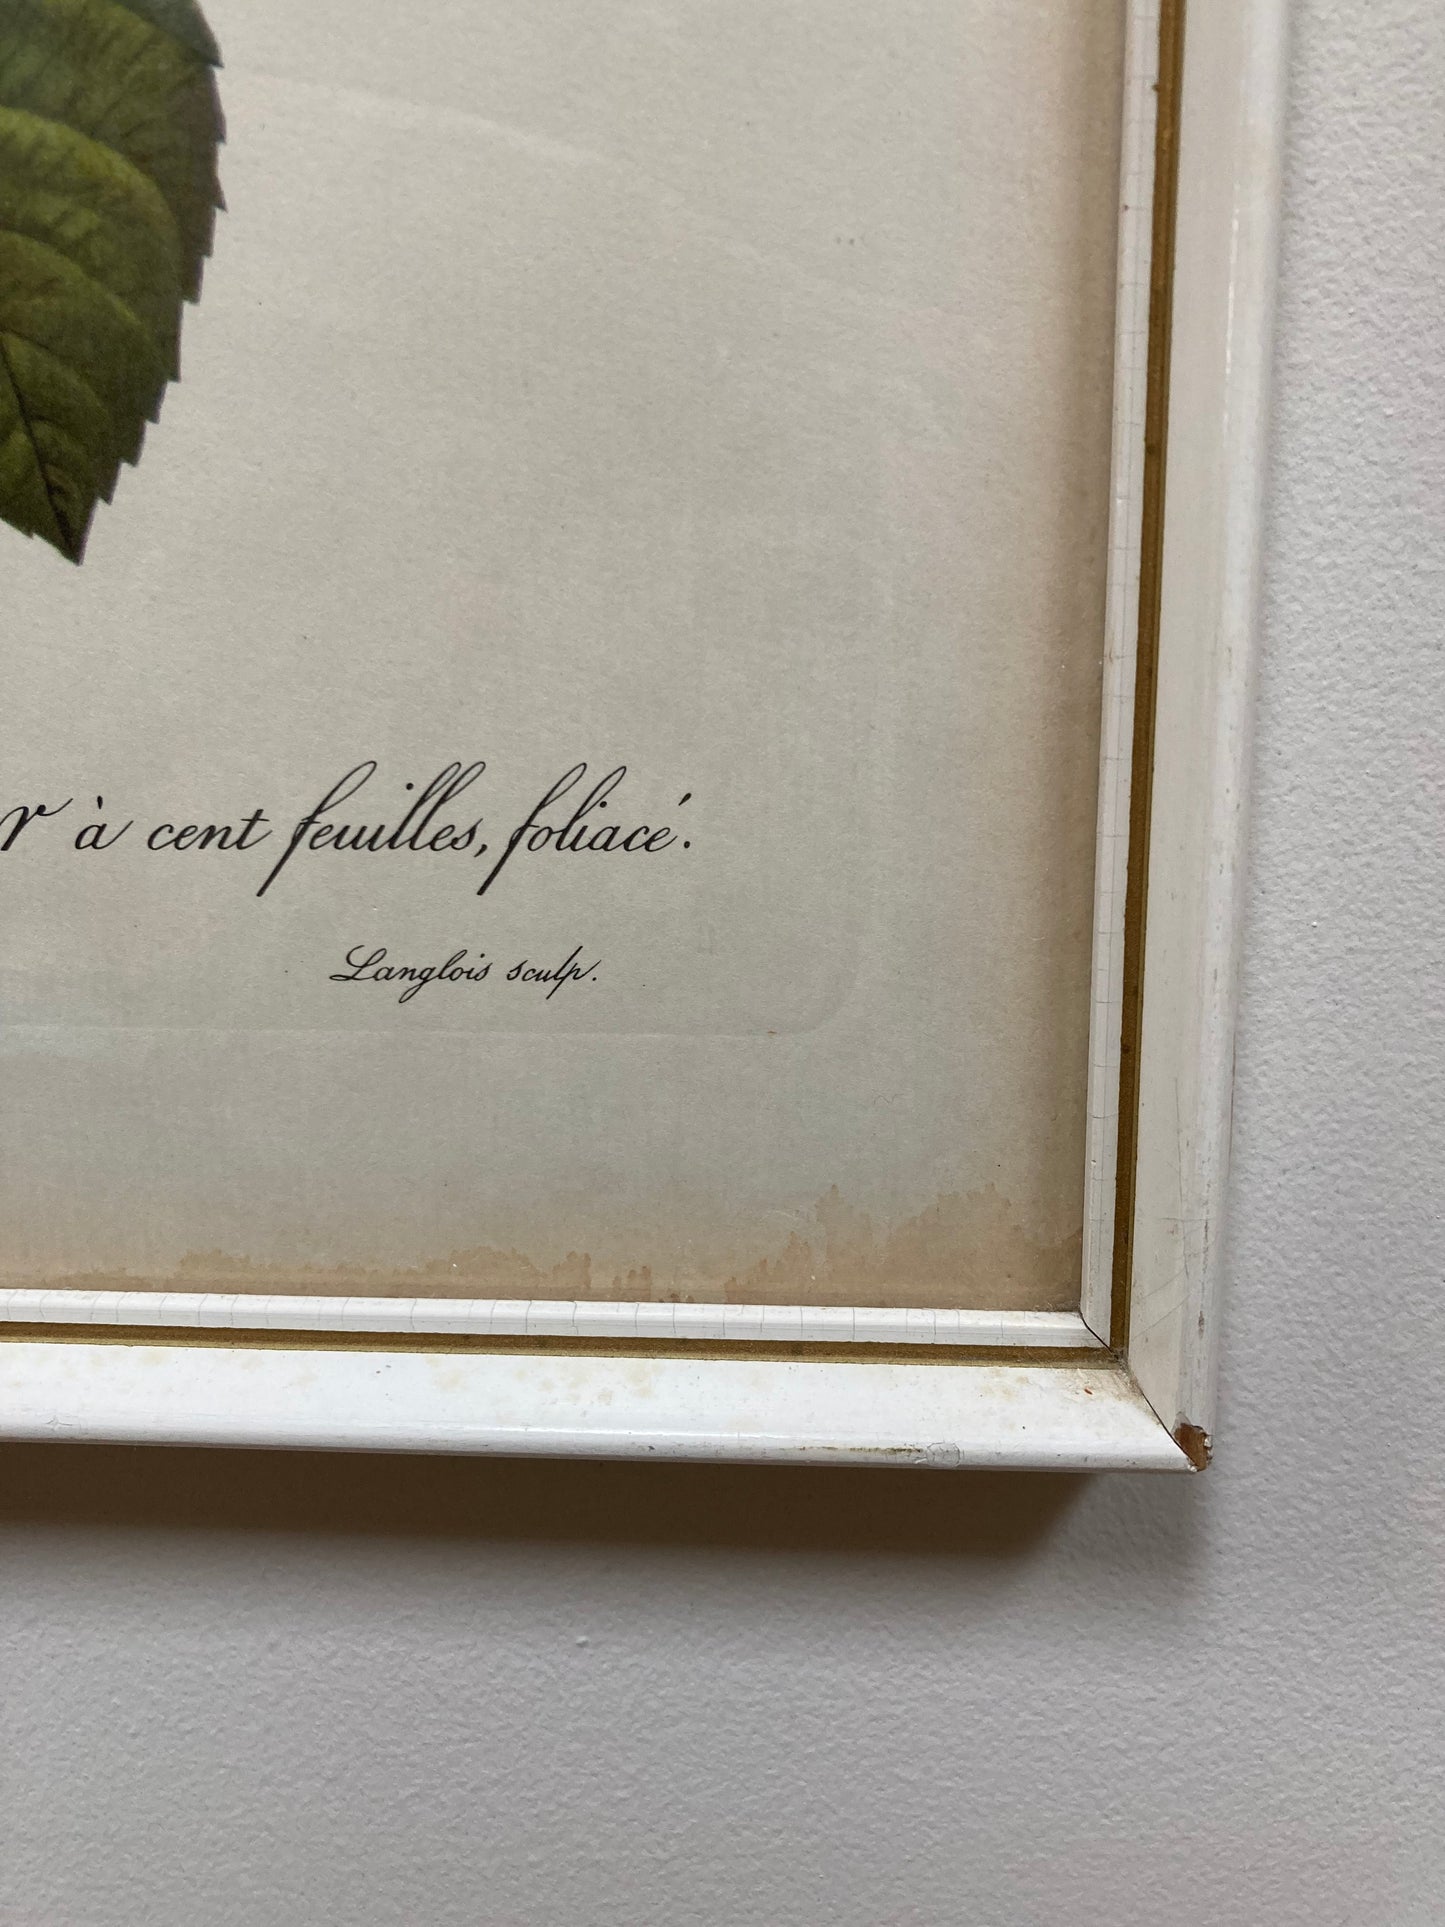 à cent feuilles, foliacé.
Langlois sculp.